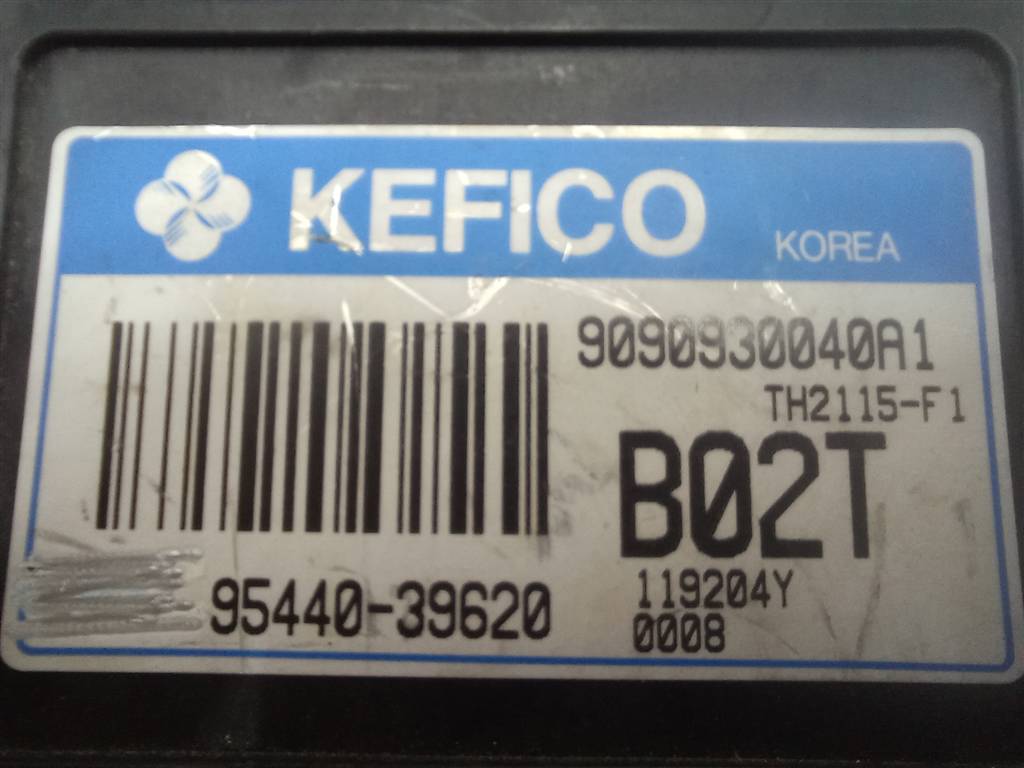 KEFICO
KOREA
9090930040A1
TH2115-F1
B02T
95440-39620
119204Y
0008